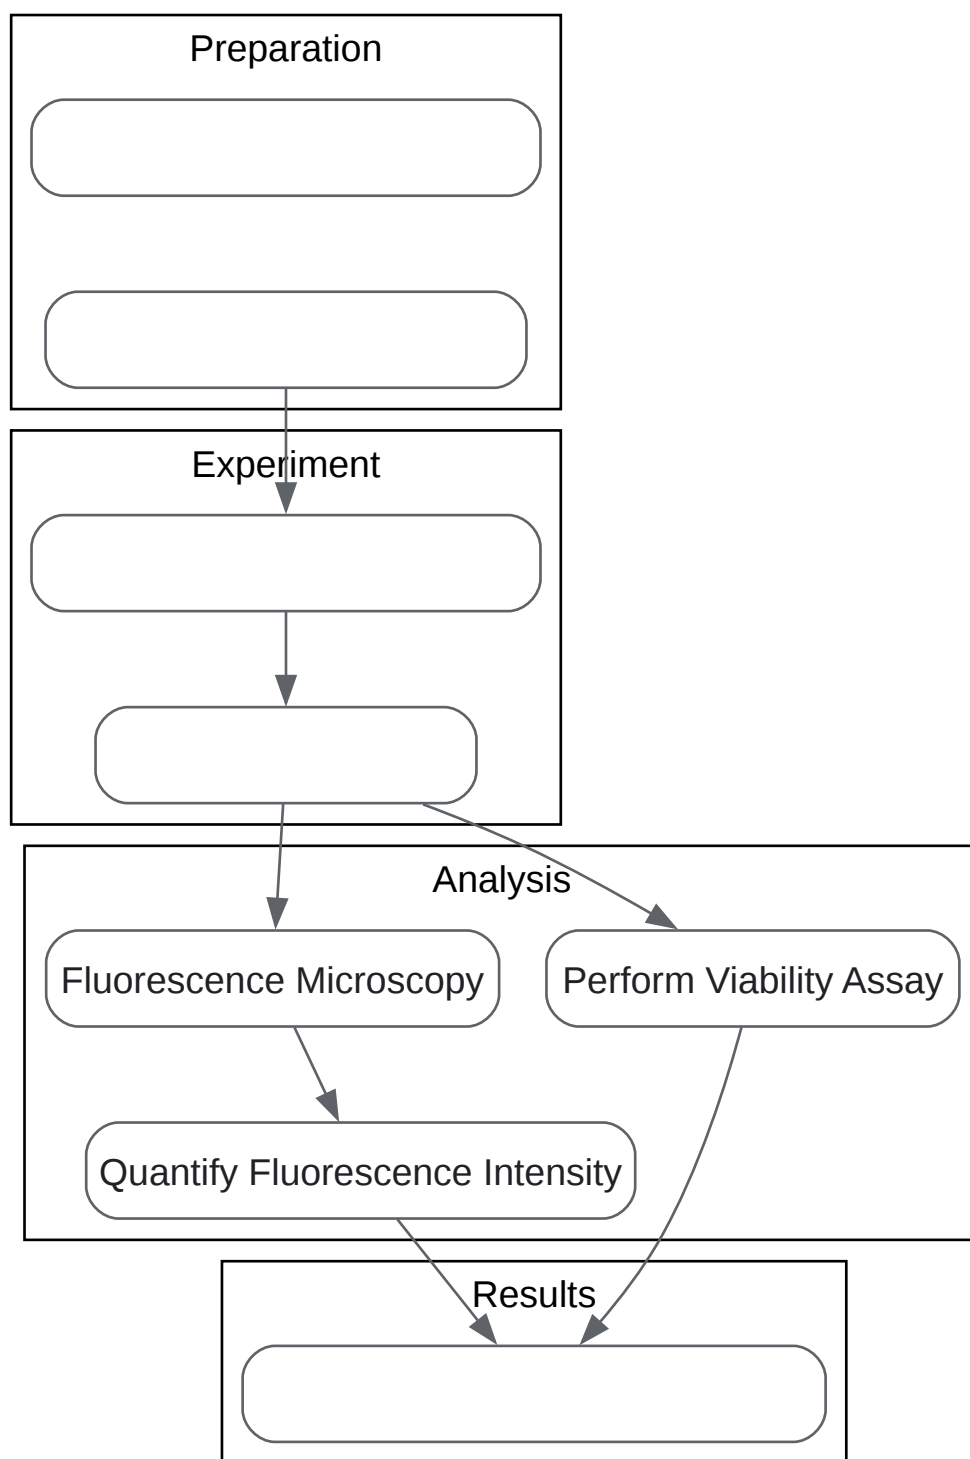 Preparation
Experiment
Analysis
Fluorescence Microscopy
Perform Viability Assay
Quantify Fluorescence Intensity
Results